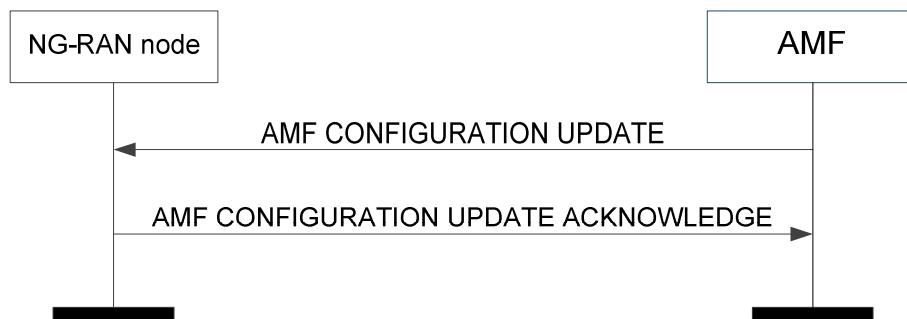 NG-RAN node
AMF
AMF CONFIGURATION UPDATE
AMF CONFIGURATION UPDATE ACKNOWLEDGE